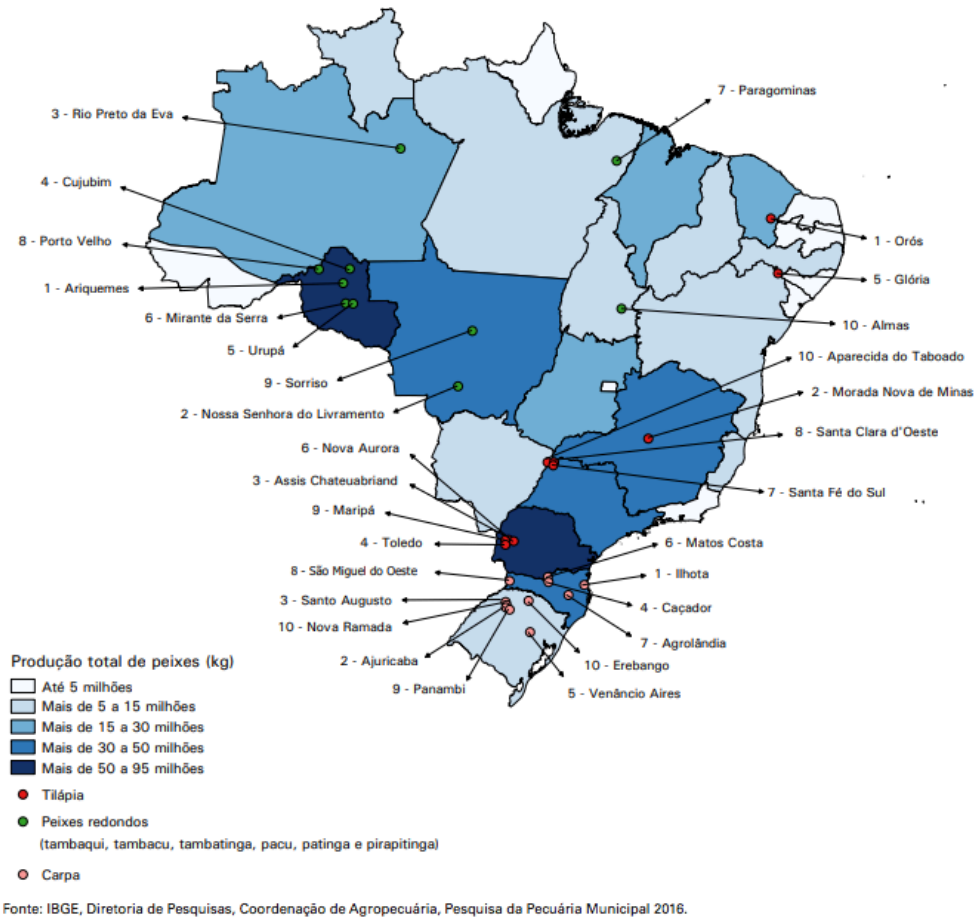 7 - Paragominas
3 - Rio Preto da Eva
4 - Cujubim
8 - Porto Velho
1 - Orós
5 - Glória
1 - Ariquemes
6 - Mirante da Serra
10 - Almas
5 - Urupá
10 - Aparecida do Taboado
9 - Sorriso
2 - Morada Nova de Minas
2 - Nossa Senhora do Livramento
8 - Santa Clara d'Oeste
6 - Nova Aurora
3 - Assis Chateuabriand
7 - Santa Fé do Sul
9 - Maripá
4 - Toledo
6 - Matos Costa
8 - São Miguel do Oeste
1 - Ilhota
3 - Santo Augusto
4 - Caçador
10 - Nova Ramada
7 - Agrolândia
2 - Ajuricaba
10 - Erebango
9 - Panambi
5 - Venâncio Aires
Produção total de peixes (kg)
Até 5 milhões
Mais de 5 a 15 milhões
Mais de 15 a 30 milhões
Mais de 30 a 50 milhões
Mais de 50 a 95 milhões
Tilápia
Peixes redondos
(tambaqui, tambacu, tambatinga, pacu, patinga e pirapitinga)
Carpa
Fonte: IBGE, Diretoria de Pesquisas, Coordenação de Agropecuária, Pesquisa da Pecuária Municipal 2016.